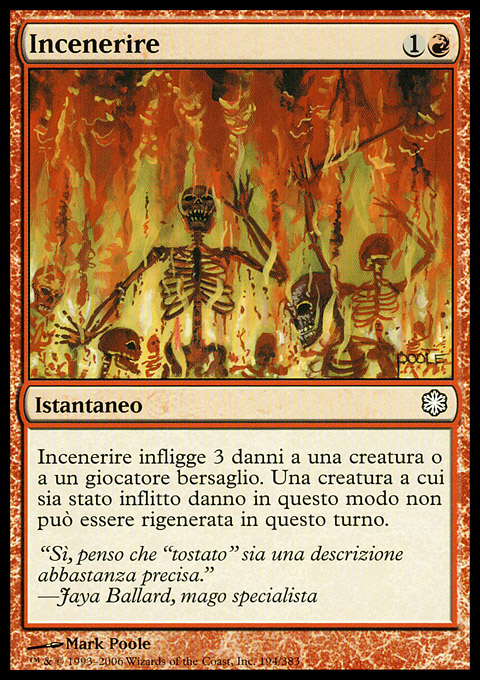 Incenerire
1
POOLE
Istantaneo
Incenerire infligge 3 danni a una creatura o
a un giocatore bersaglio. Una creatura a cui
sia stato inflitto danno in questo modo non
può essere rigenerata in questo turno.
“Sì, penso che “tostato” sia una descrizione
abbastanza precisa.”
—Jaya Ballard, mago specialista
Mark Poole
™ & © 1993–2006 Wizards of the Coast, Inc. 194/383